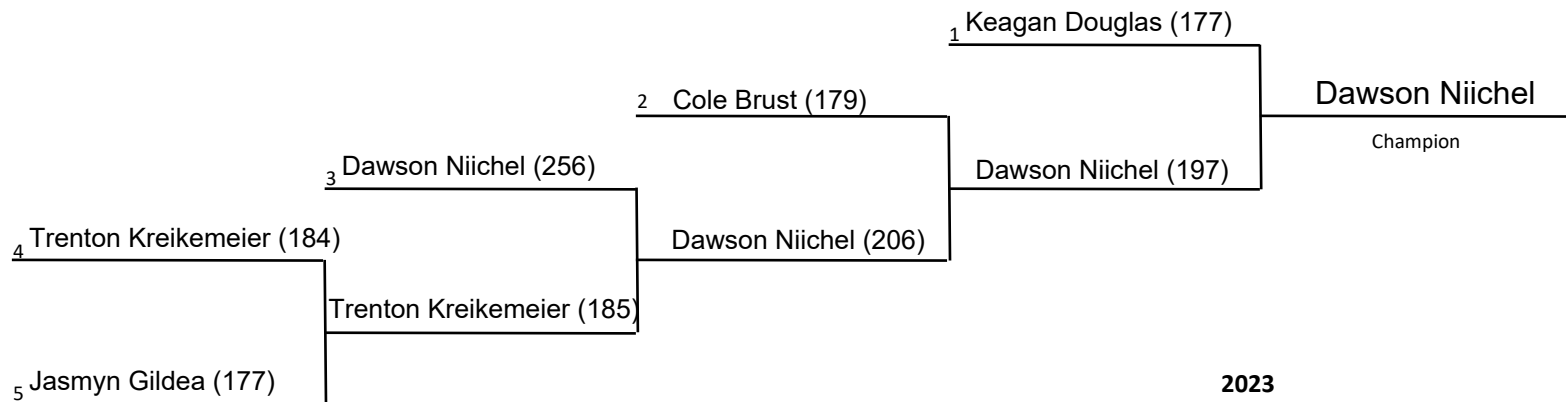 1 Keagan Douglas (177)
Dawson Niichel
Champion
2 Cole Brust (179)
3 Dawson Niichel (256)
Dawson Niichel (197)
4 Trenton Kreikemeier (184)
Dawson Niichel (206)
Trenton Kreikemeier (185)
5 Jasmyn Gildea (177)
2023